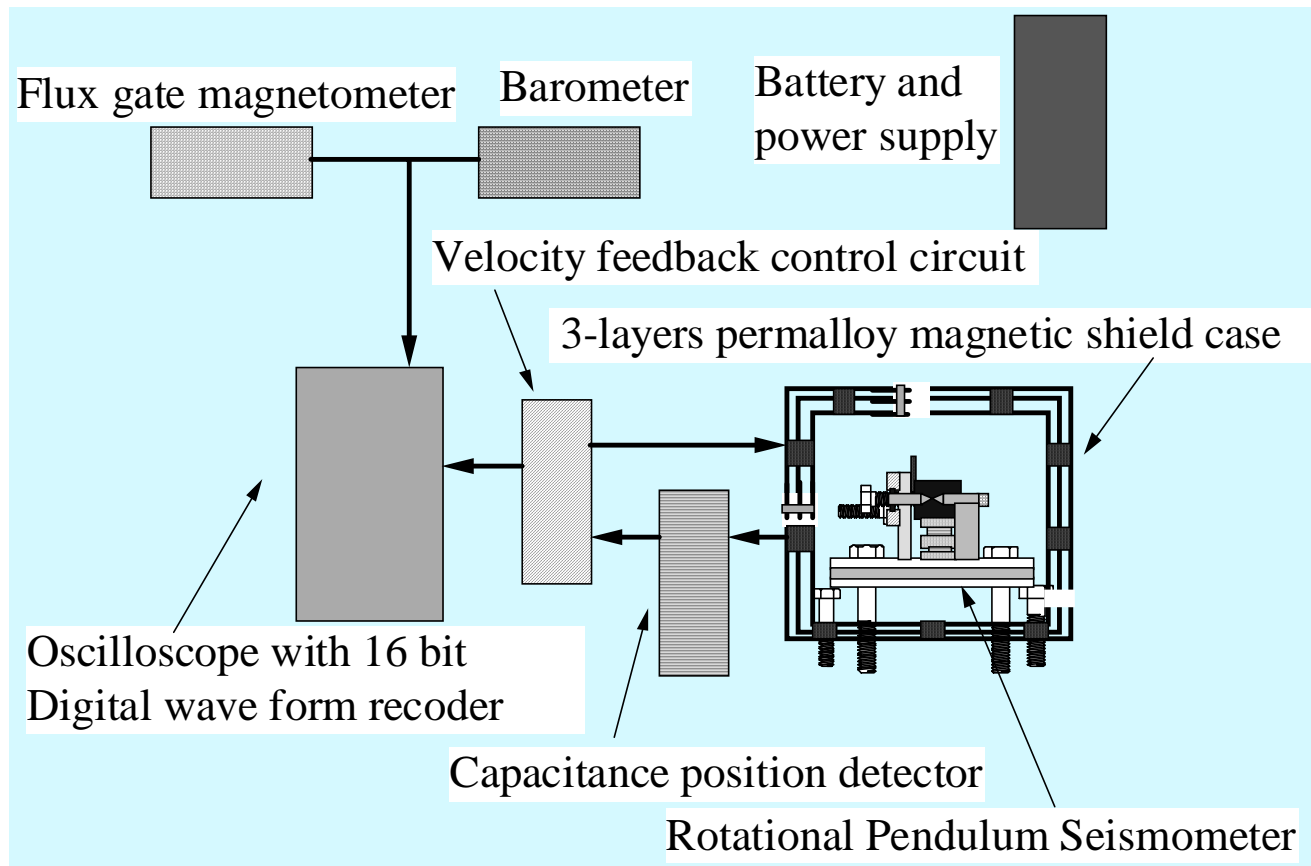 Flux gate magnetometer
Barometer
Battery and
power supply
Velocity feedback control circuit
3-layers permalloy magnetic shield case
Oscilloscope with 16 bit
Digital wave form recoder
Capacitance position detector
Rotational Pendulum Seismometer